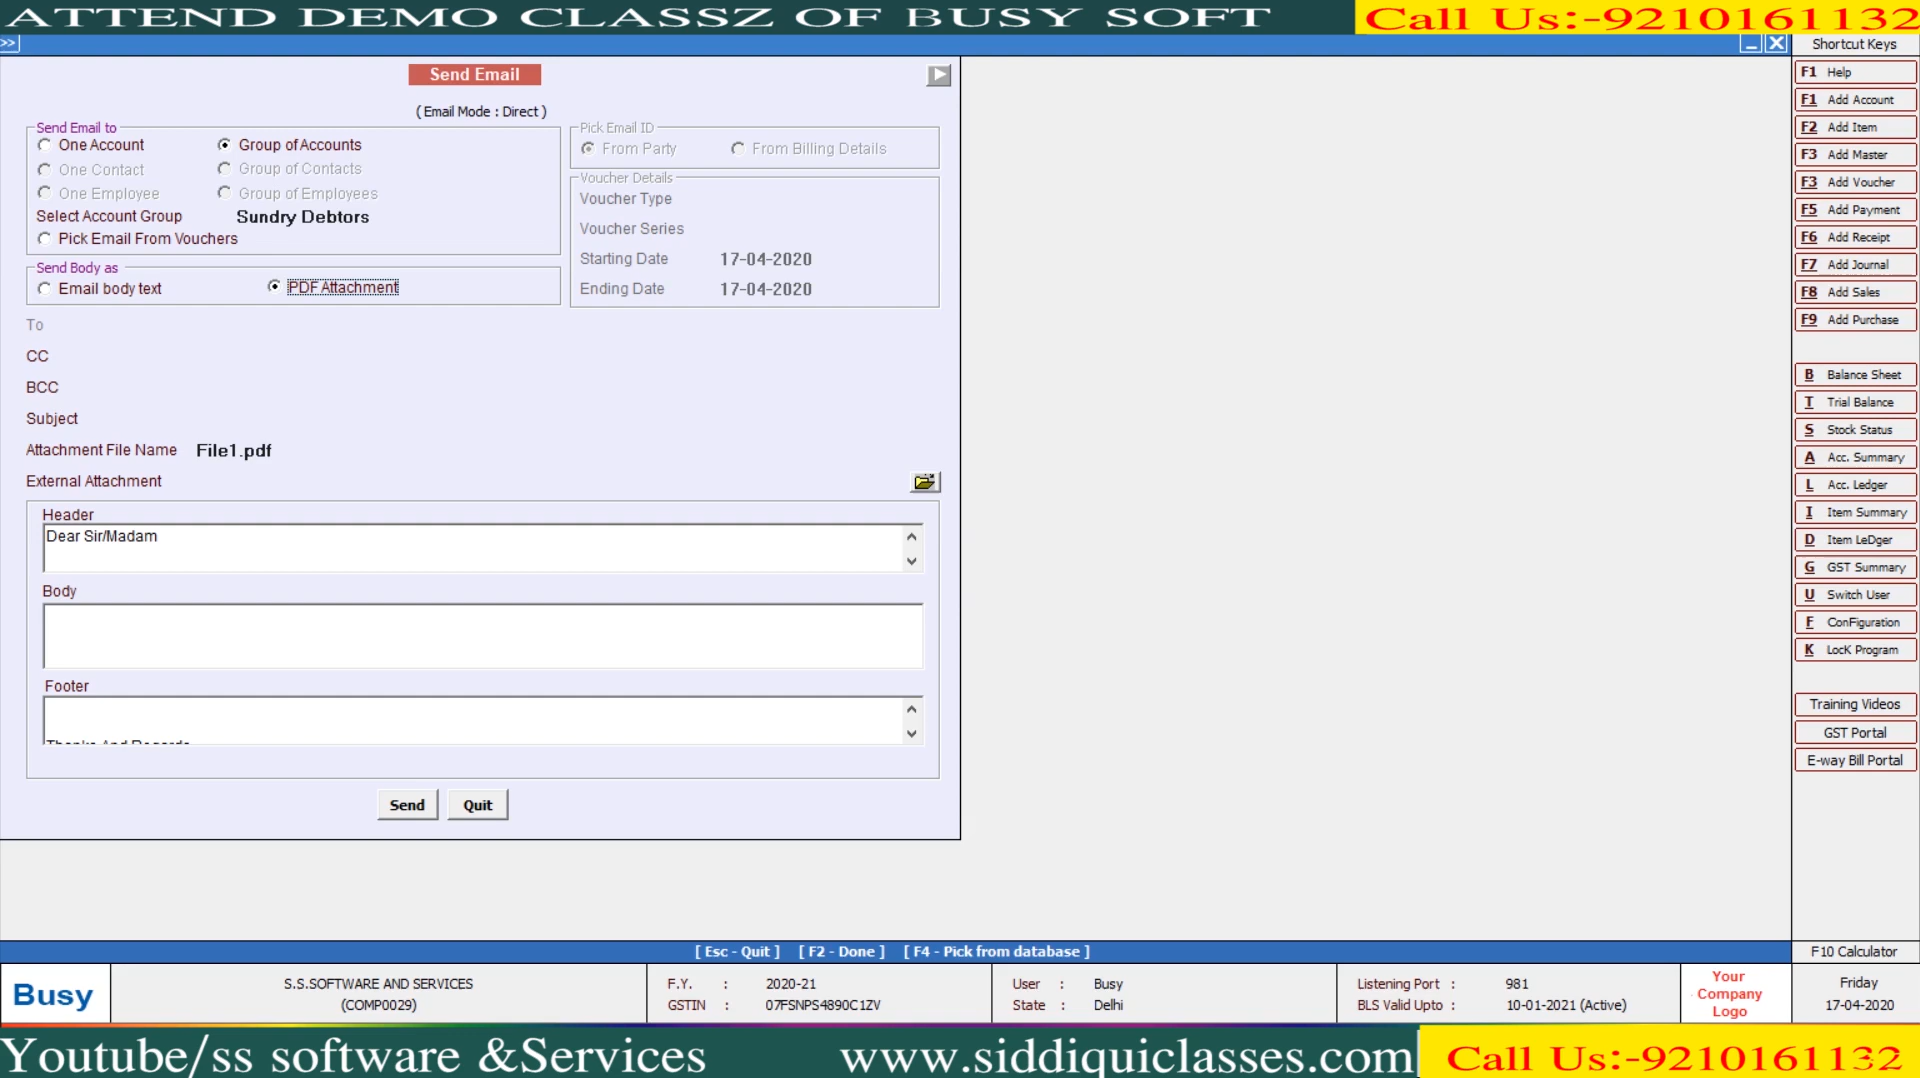 ATTEND DEMO CLASSZ OF BUSY SOFT
Call Us:-9210161132
>>
Shortcut Keys
Send Email
( Email Mode : Direct )
Send Email to
One Account
Group of Accounts
One Contact
Group of Contacts
One Employee
Group of Employees
Select Account Group
Sundry Debtors
Pick Email From Vouchers
Send Body as
Email body text
PDF Attachment
Pick Email ID
From Party
From Billing Details
Voucher Details
Voucher Type
Voucher Series
Starting Date 17-04-2020
Ending Date 17-04-2020
To
CC
BCC
Subject
Attachment File Name File1.pdf
External Attachment
Header
Dear Sir/Madam
Body
Footer
Thanks And Regards
Send
Quit
F1 Help
F1 Add Account
F2 Add Item
F3 Add Master
F3 Add Voucher
F5 Add Payment
F6 Add Receipt
F7 Add Journal
F8 Add Sales
F9 Add Purchase
B Balance Sheet
T Trial Balance
S Stock Status
A Acc. Summary
L Acc. Ledger
I Item Summary
D Item LeDger
G GST Summary
U Switch User
F ConFiguration
K LocK Program
Training Videos
GST Portal
E-way Bill Portal
[ Esc - Quit ] [ F2 - Done ] [ F4 - Pick from database ]
F10 Calculator
Busy
S.S.SOFTWARE AND SERVICES
(COMP0029)
F.Y. : 2020-21
GSTIN : 07FSNPS4890C1ZV
User : Busy
State : Delhi
Listening Port : 981
BLS Valid Upto : 10-01-2021 (Active)
Your
Company
Logo
Friday
17-04-2020
Youtube/ss software &Services
www.siddiquiclasses.com
Call Us:-9210161132